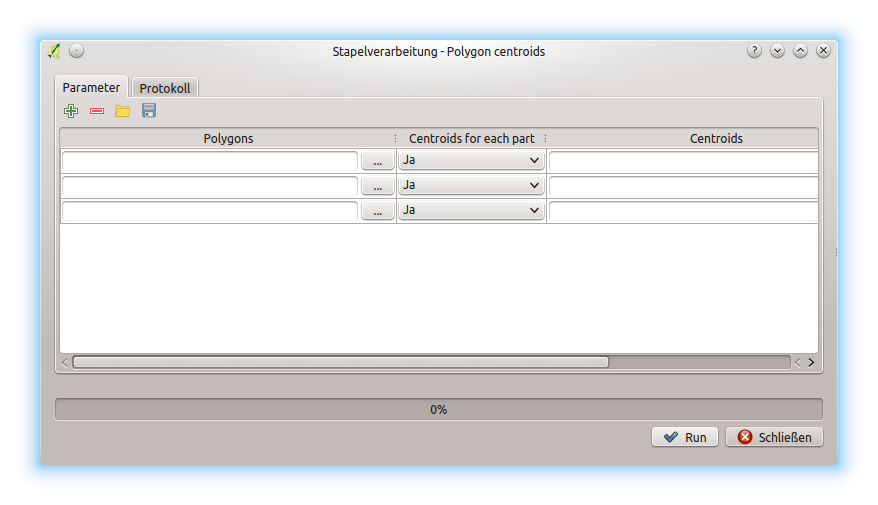 Stapelverarbeitung - Polygon centroids
Parameter Protokoll
Polygons Centroids for each part Centroids
... Ja
... Ja
... Ja
0%
Run Schließen